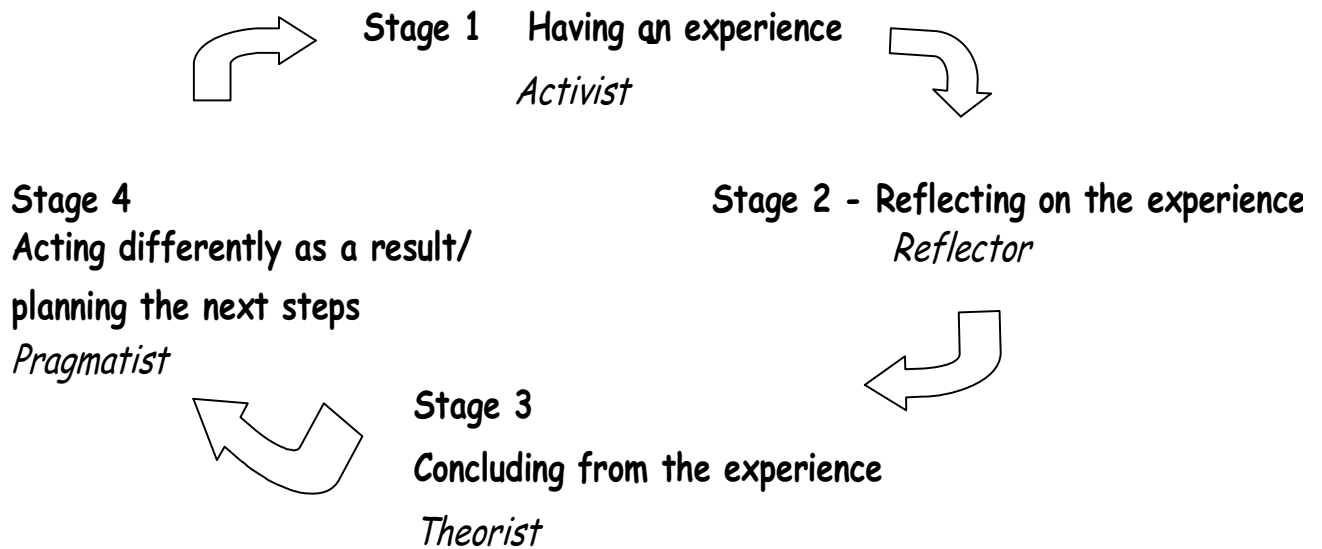 Stage 1 Having an experience
Activist
Stage 2 - Reflecting on the experience
Reflector
Stage 3
Concluding from the experience
Theorist
Stage 4
Acting differently as a result/
planning the next steps
Pragmatist